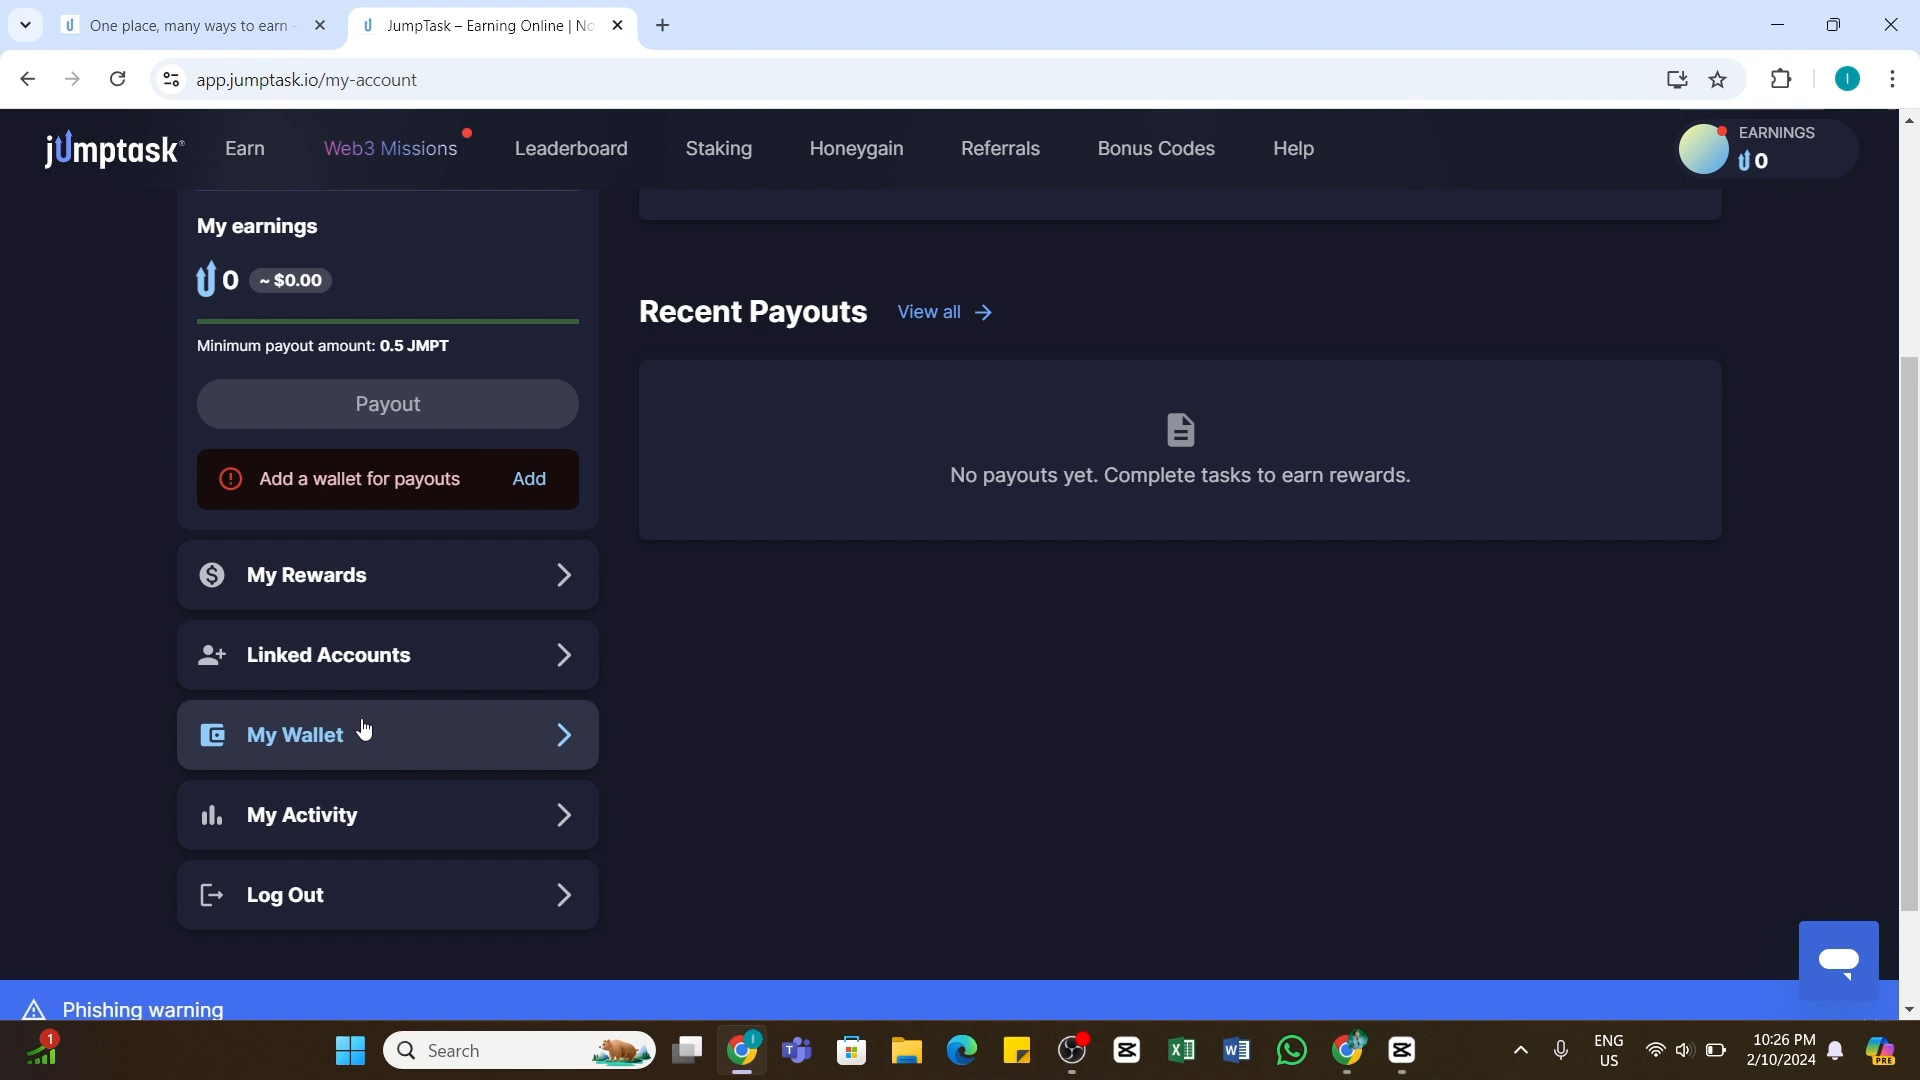 One place, many ways to earn -
JumpTask – Earning Online | No
app.jumptask.io/my-account
I
jumptask®
Earn
Web3 Missions
Leaderboard
Staking
Honeygain
Referrals
Bonus Codes
Help
EARNINGS
0
My earnings
0 ~ $0.00
Minimum payout amount: 0.5 JMPT
Payout
Add a wallet for payouts Add
My Rewards
Linked Accounts
My Wallet
My Activity
Log Out
Recent Payouts View all
No payouts yet. Complete tasks to earn rewards.
Phishing warning
1
Search
ENG
US
10:26 PM
2/10/2024
PRE